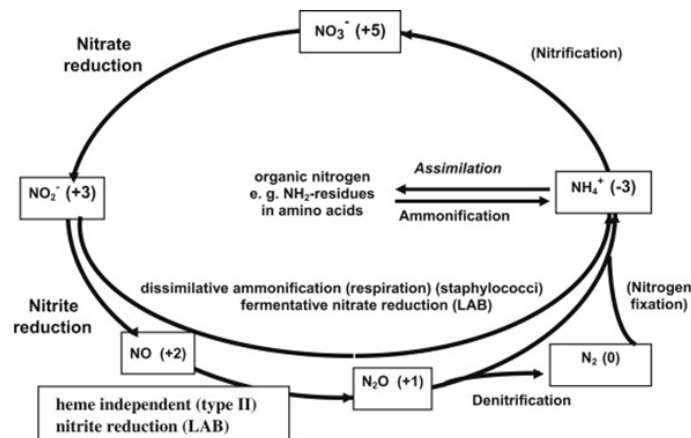 NO₃⁻ (+5)
Nitrate
reduction
(Nitrification)
NO₂⁻ (+3)
organic nitrogen
e. g. NH₂-residues
in amino acids
Assimilation
Ammonification
NH₄⁺ (-3)
dissimilative ammonification (respiration) (staphylococci)
fermentative nitrate reduction (LAB)
(Nitrogen
fixation)
Nitrite
reduction
NO (+2)
N₂O (+1)
N₂ (0)
Denitrification
heme independent (type II)
nitrite reduction (LAB)